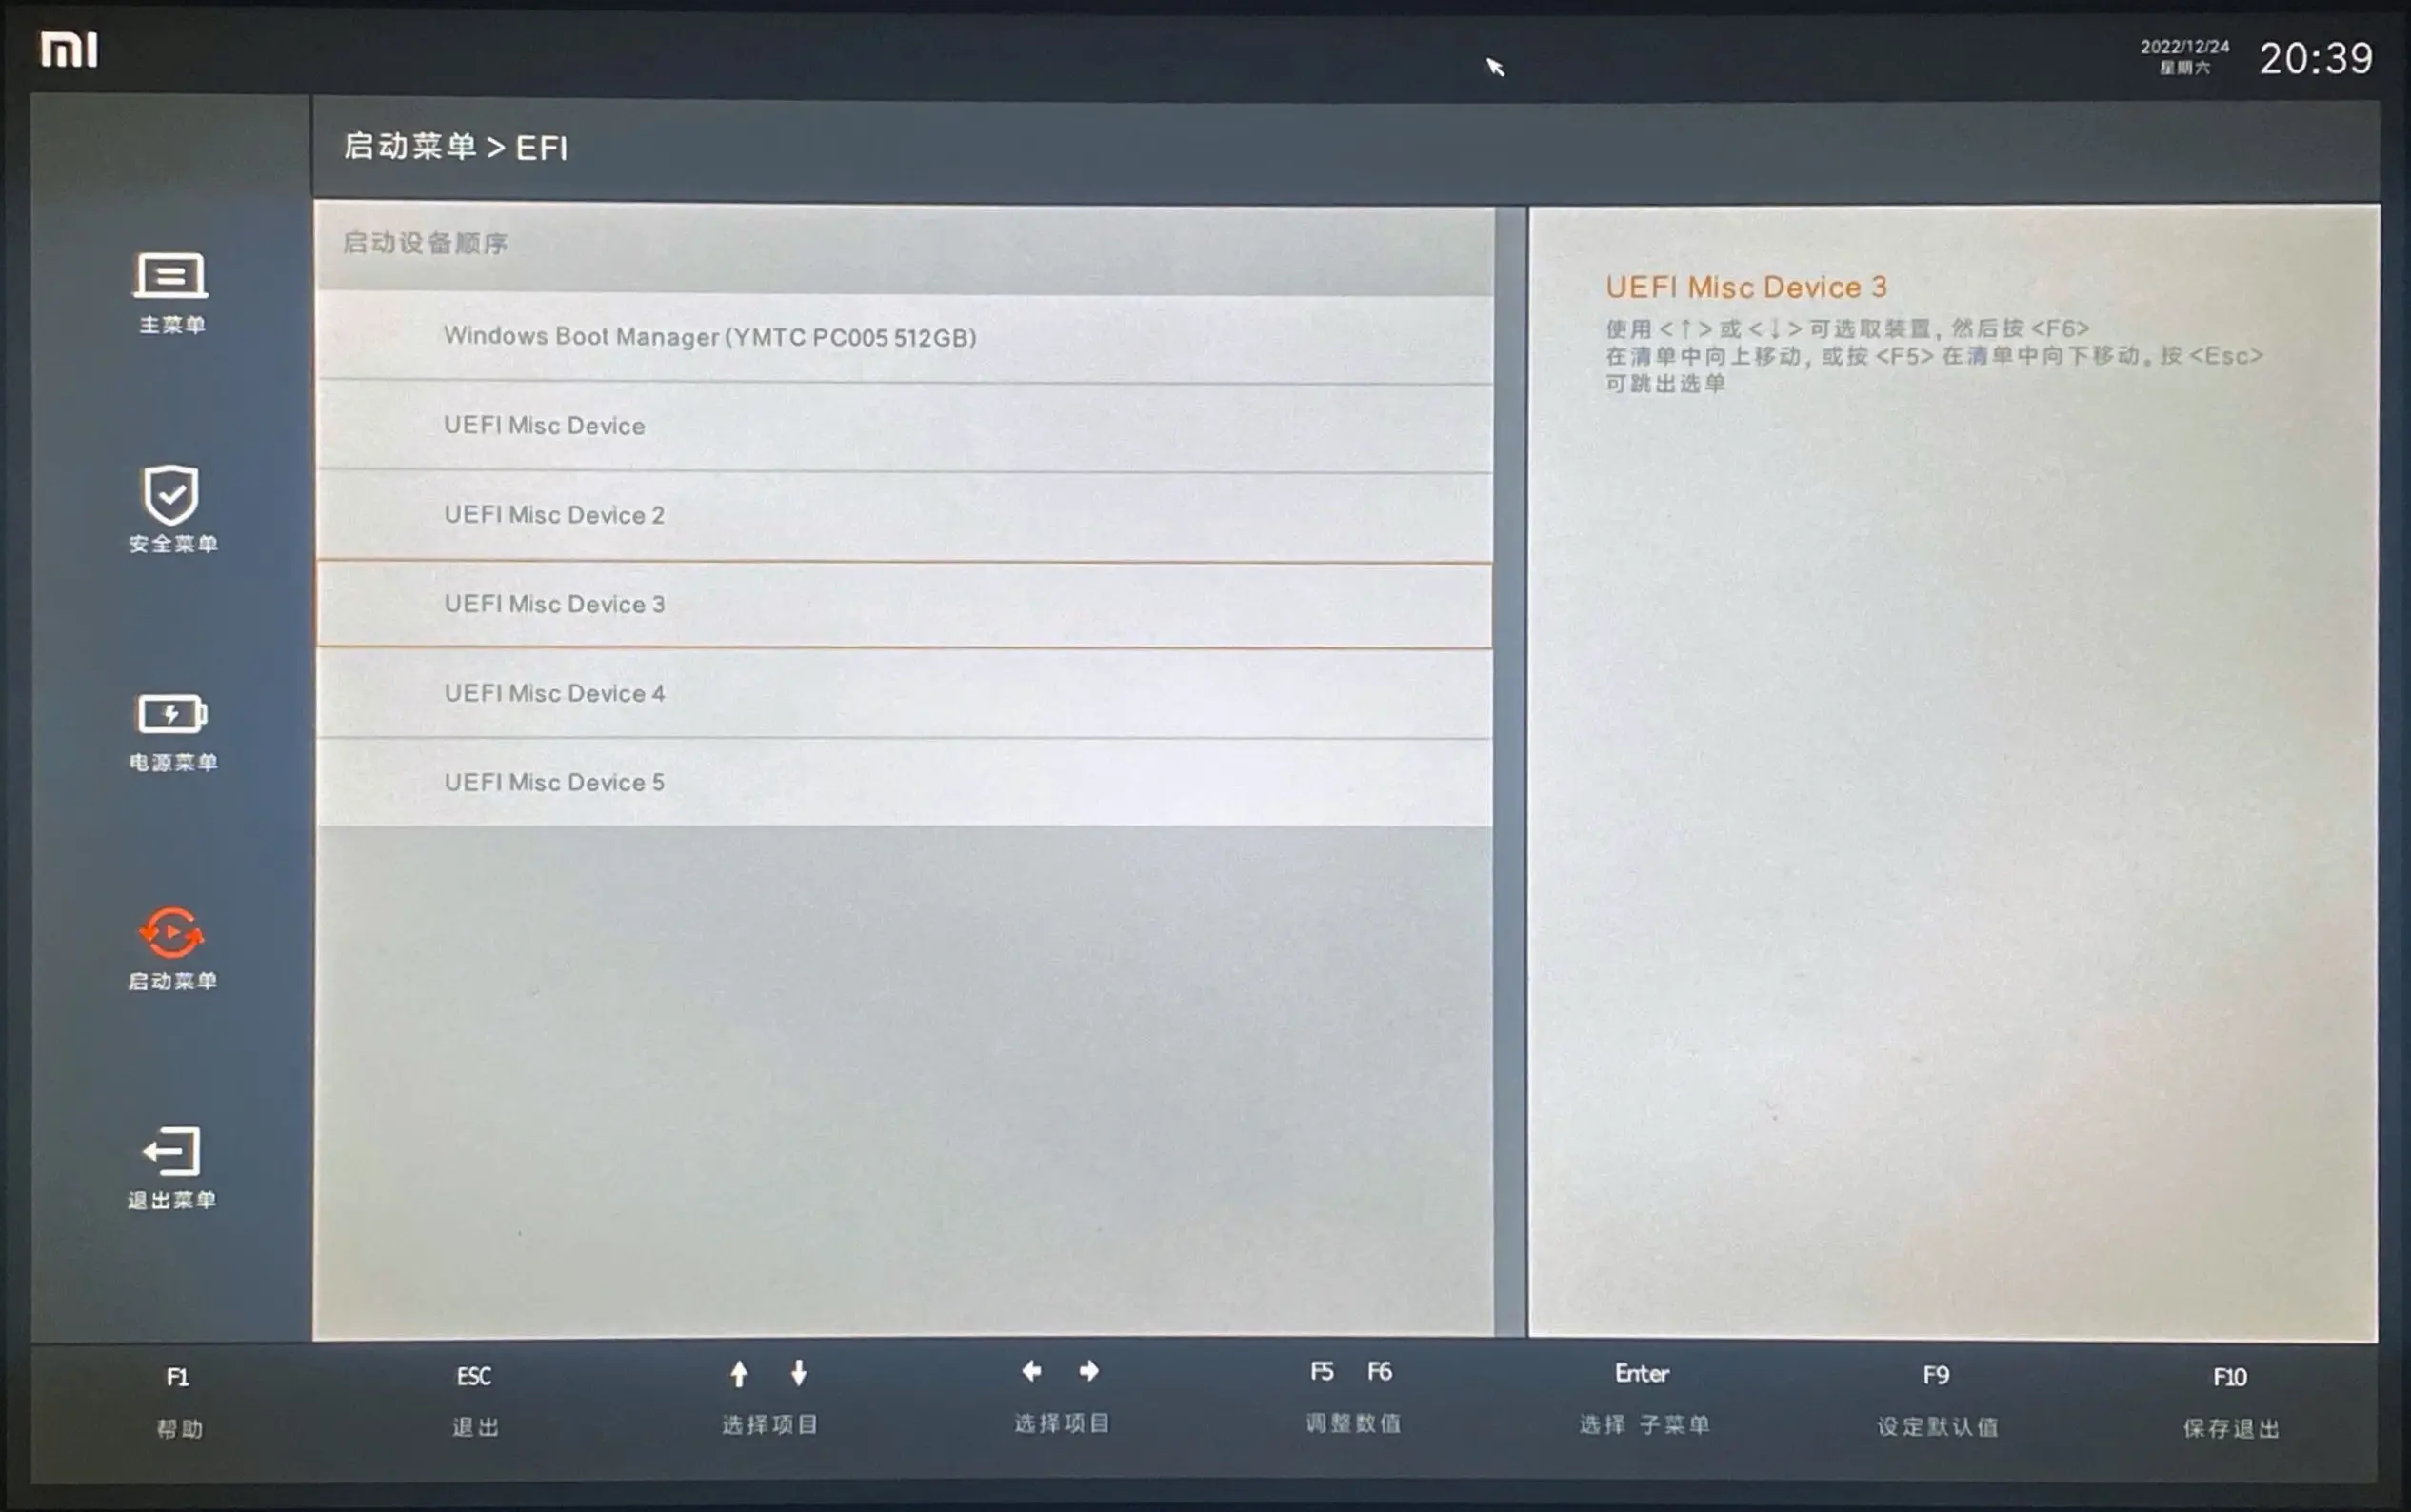 mi
2022/12/24
星期六
20:39
启动菜单 > EFI
主菜单
安全菜单
电源菜单
启动菜单
退出菜单
启动设备顺序
Windows Boot Manager (YMTC PC005 512GB)
UEFI Misc Device
UEFI Misc Device 2
UEFI Misc Device 3
UEFI Misc Device 4
UEFI Misc Device 5
UEFI Misc Device 3
使用<↑>或<↓>可选取装置，然后按<F6>
在清单中向上移动，或按<F5>在清单中向下移动。按<Esc>
可跳出选单
F1
帮助
ESC
退出
↑ ↓
选择项目
← →
选择项目
F5 F6
调整数值
Enter
选择 子菜单
F9
设定默认值
F10
保存退出